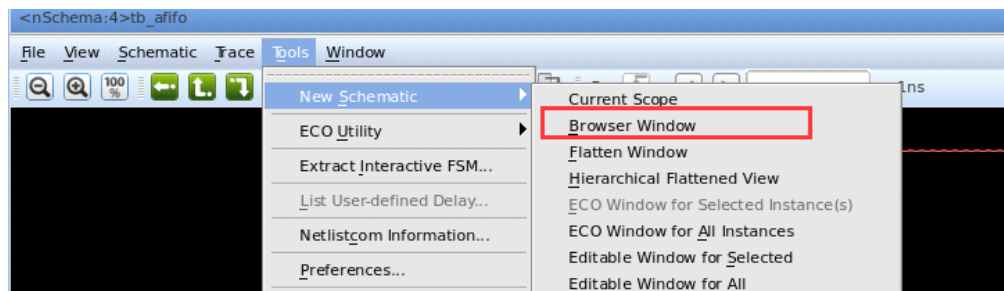 <nSchema:4>tb_afifo
File View Schematic Trace Tools Window
100 %
1ns
New Schematic
ECO Utility
Extract Interactive FSM...
List User-defined Delay...
Netlistcom Information...
Preferences...
Current Scope
Browser Window
Flatten Window
Hierarchical Flattened View
ECO Window for Selected Instance(s)
ECO Window for All Instances
Editable Window for Selected
Editable Window for All